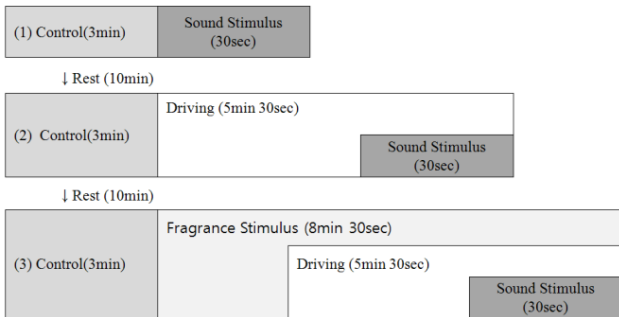 (1) Control(3min)
Sound Stimulus
(30sec)
↓ Rest (10min)
(2) Control(3min)
Driving (5min 30sec)
Sound Stimulus
(30sec)
↓ Rest (10min)
(3) Control(3min)
Fragrance Stimulus (8min 30sec)
Driving (5min 30sec)
Sound Stimulus
(30sec)